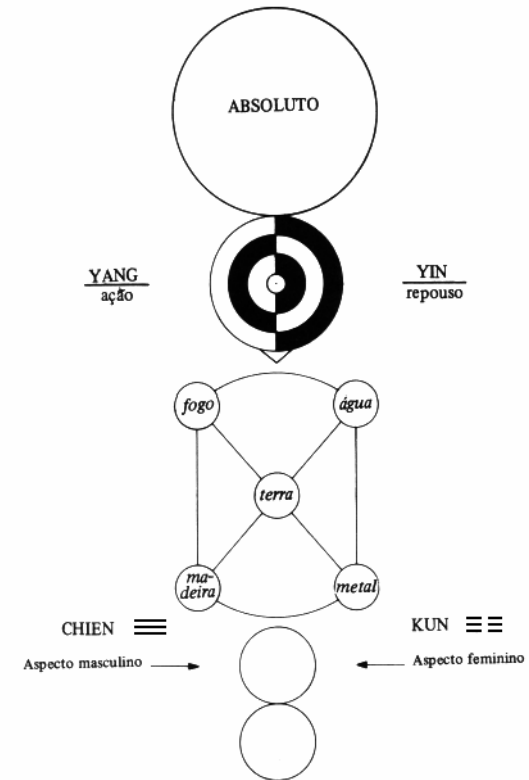 ABSOLUTO
YANG
ação
YIN
repouso
fogo
água
terra
ma-
deira
metal
CHIEN ☰
KUN ☷
Aspecto masculino
Aspecto feminino